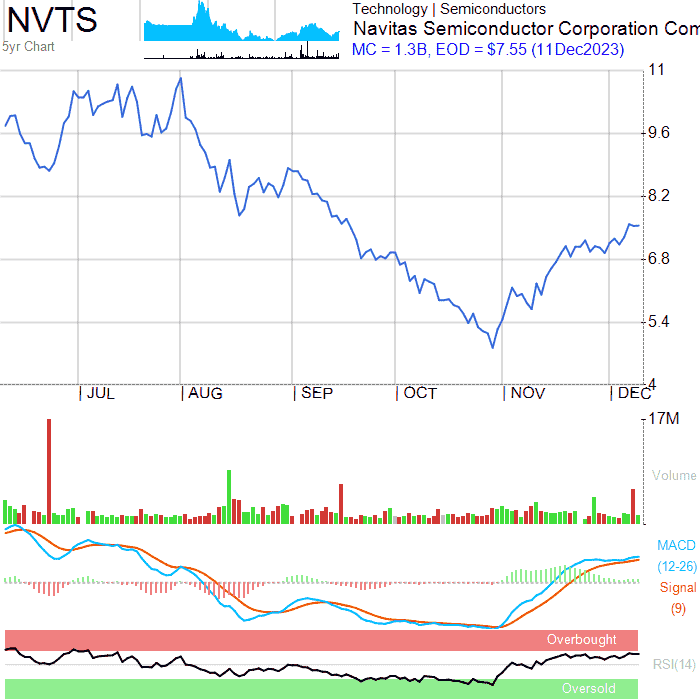 NVTS
5yr Chart
Technology | Semiconductors
Navitas Semiconductor Corporation Com
MC = 1.3B, EOD = $7.55 (11Dec2023)
11
9.6
8.2
6.8
5.4
4
JUL AUG SEP OCT NOV DEC
17M
Volume
MACD
(12-26)
Signal
(9)
Overbought
RSI(14)
Oversold